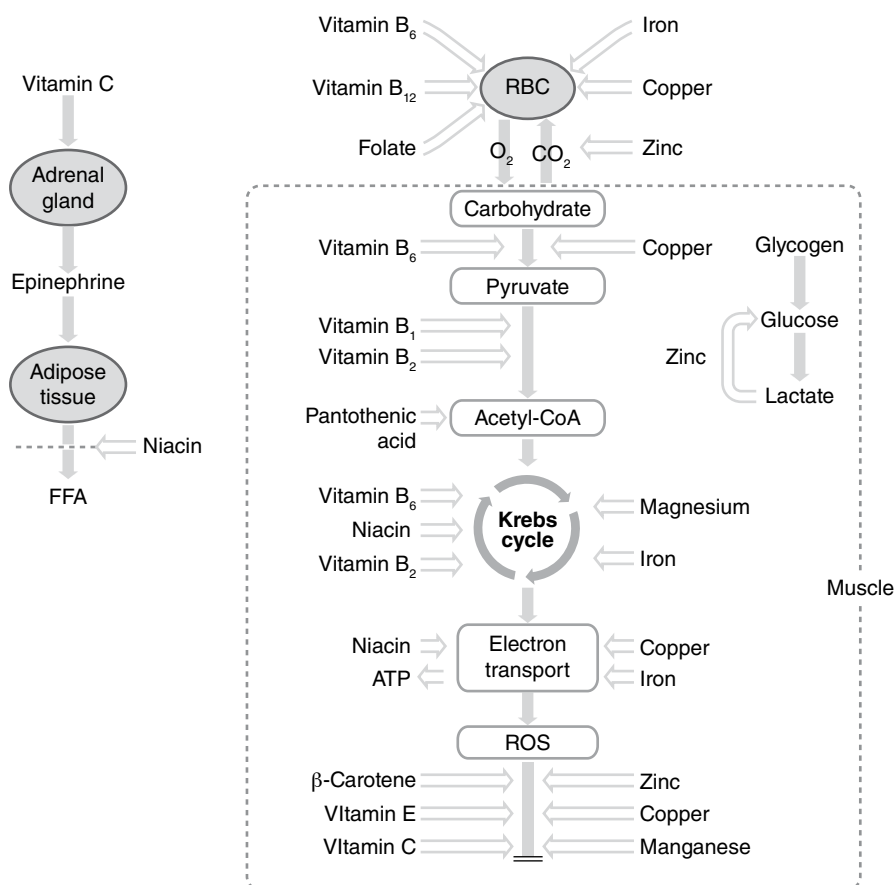 Vitamin C
Adrenal
gland
Epinephrine
Adipose
tissue
Niacin
FFA
Vitamin B6
Iron
Vitamin B12
RBC
Copper
Folate
O2
CO2
Zinc
Carbohydrate
Vitamin B6
Copper
Pyruvate
Vitamin B1
Vitamin B2
Pantothenic
acid
Acetyl-CoA
Vitamin B6
Niacin
Vitamin B2
Krebs
cycle
Magnesium
Iron
Niacin
ATP
Electron
transport
Copper
Iron
ROS
β-Carotene
Zinc
VItamin E
Copper
VItamin C
Manganese
Glycogen
Glucose
Zinc
Lactate
Muscle